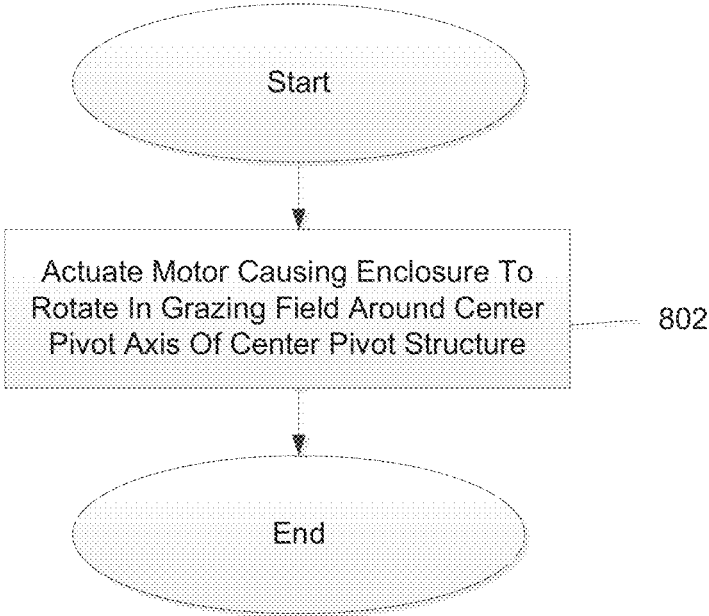 Start
Actuate Motor Causing Enclosure To
Rotate In Grazing Field Around Center
Pivot Axis Of Center Pivot Structure
802
End